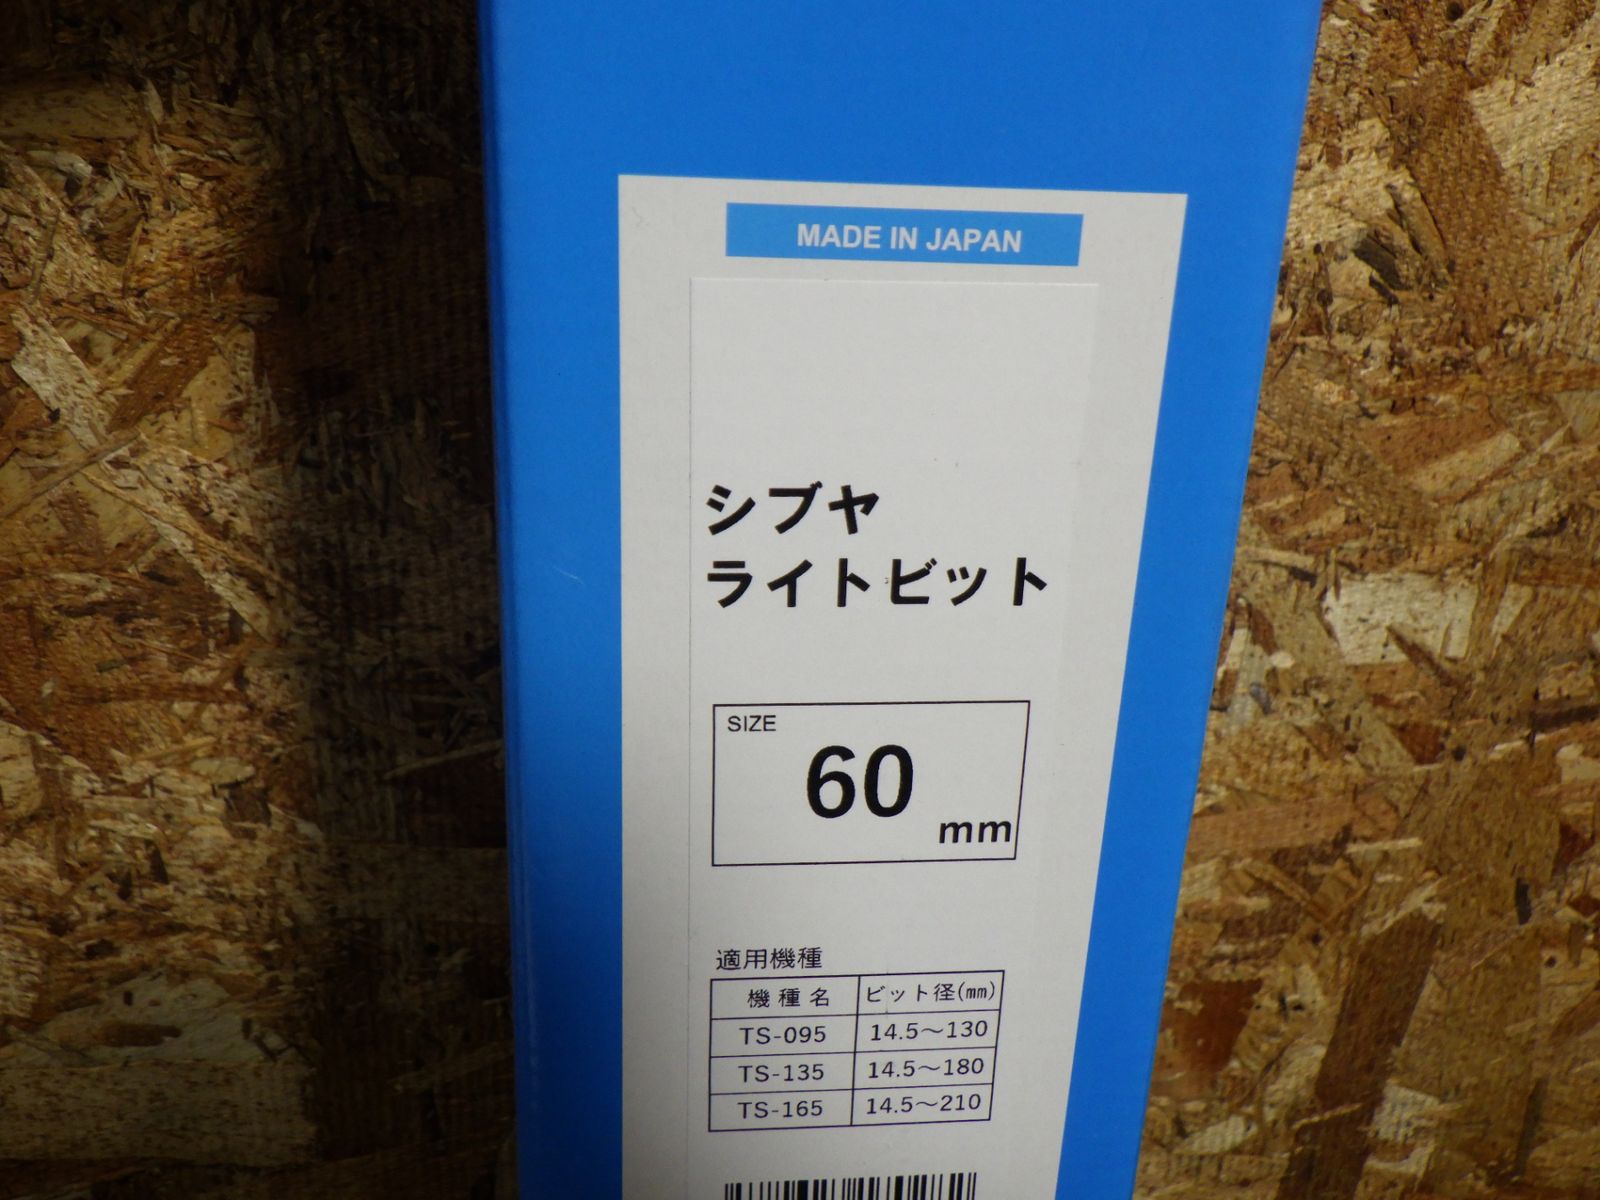 MADE IN JAPAN
シブヤ
ライトビット
SIZE
60
mm
適用機種
機種名 ビット径(㎜)
TS-095 14.5～130
TS-135 14.5～180
TS-165 14.5～210